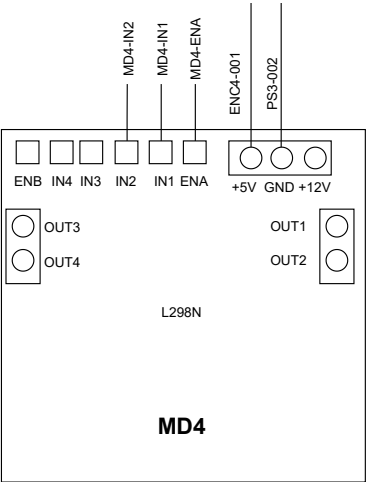 MD4-IN2
MD4-IN1
MD4-ENA
ENC4-001
PS3-002
ENB IN4 IN3 IN2 IN1 ENA
+5V GND +12V
OUT3
OUT4
OUT1
OUT2
L298N
MD4